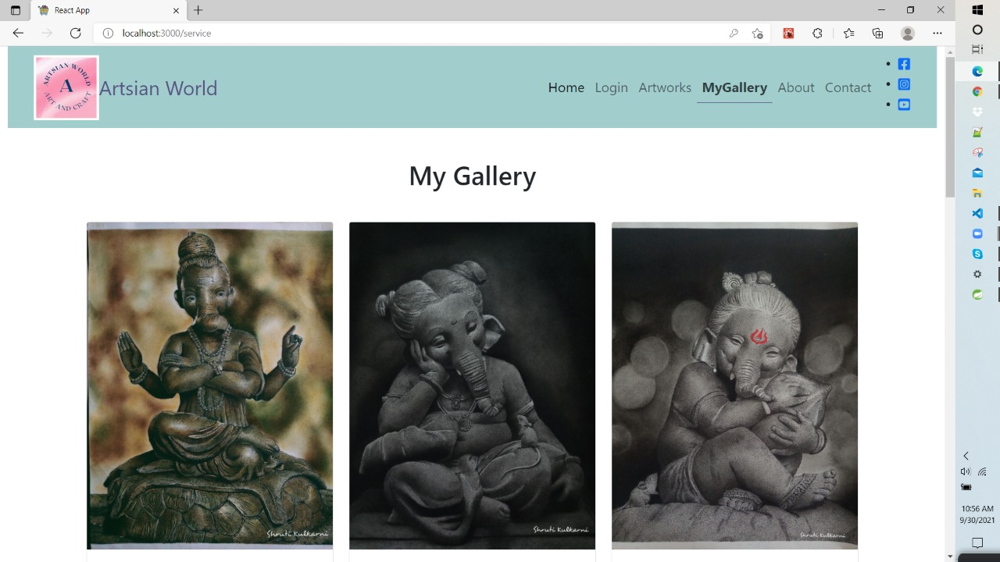 React App
localhost:3000/service
ARTSIAN WORLD
A
ART AND CRAFT
Artsian World
Home
Login
Artworks
MyGallery
About
Contact
My Gallery
Shruti Kulkarni
Shruti Kulkarni
Shruti Kulkarni
10:56 AM
9/30/2021